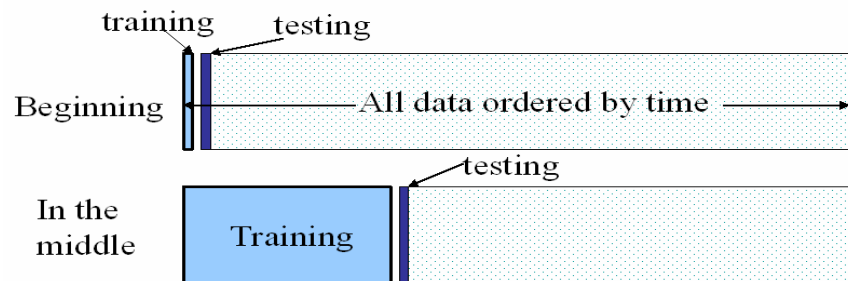 training
testing
Beginning
All data ordered by time
testing
In the
middle
Training